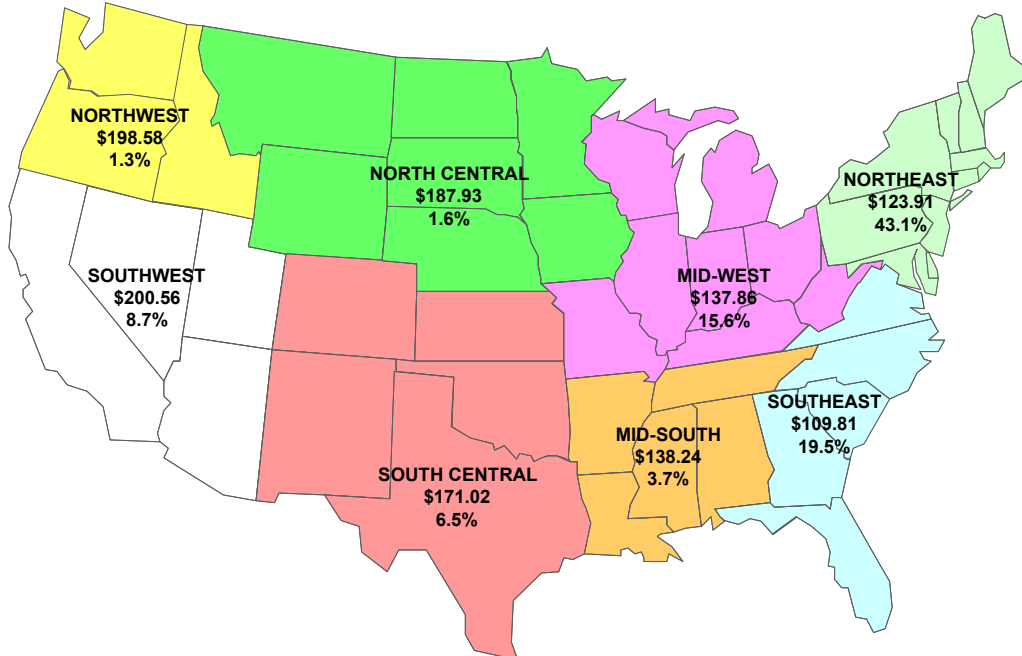 NORTHWEST
$198.58
1.3%
NORTH CENTRAL
$187.93
1.6%
NORTHEAST
$123.91
43.1%
SOUTHWEST
$200.56
8.7%
MID-WEST
$137.86
15.6%
SOUTHEAST
$109.81
19.5%
MID-SOUTH
$138.24
3.7%
SOUTH CENTRAL
$171.02
6.5%